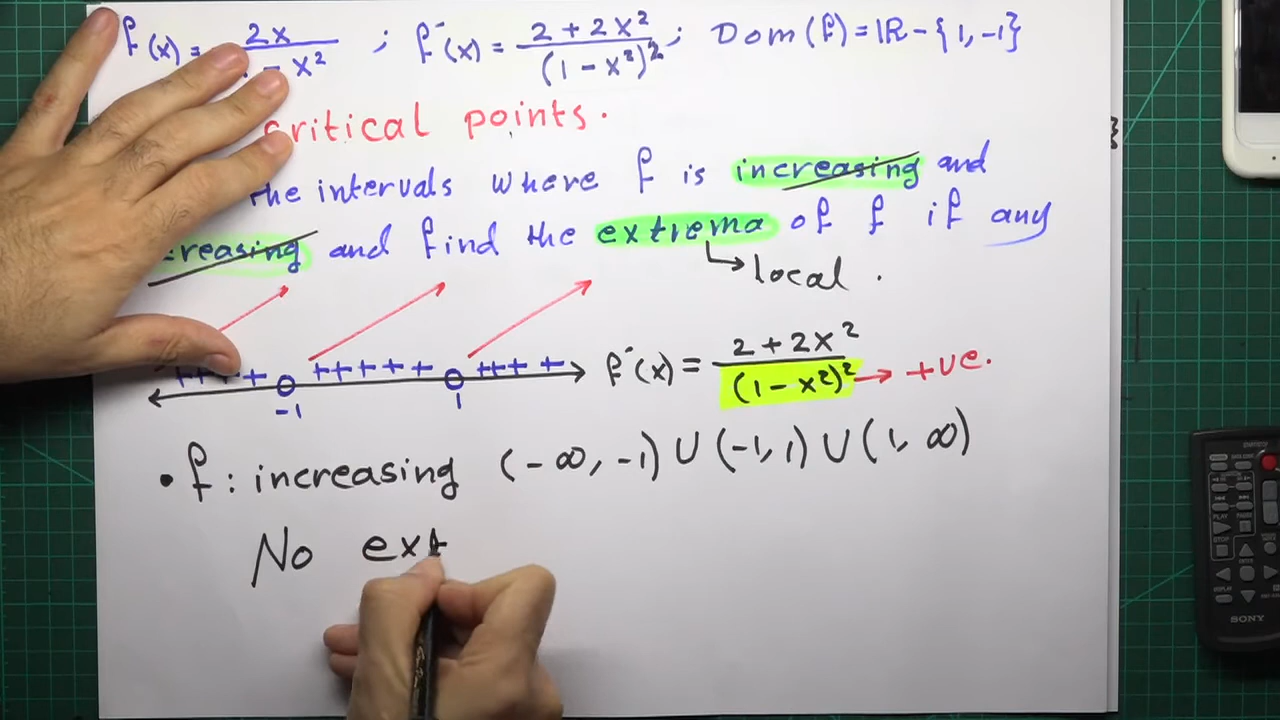 f(x) = 2x / - x² ; f'(x) = 2 + 2x² / (1 - x²)² ; Dom(f) = ℝ - {1, -1}
critical points.
the intervals where f is increasing and
creasing and find the extrema of f if any
local .
++++ -1 +++++ 1 ++++ f'(x) = 2 + 2x² / (1 - x²)² → +ve.
• f : increasing (-∞, -1) ∪ (-1, 1) ∪ (1, ∞)
No ext
SONY